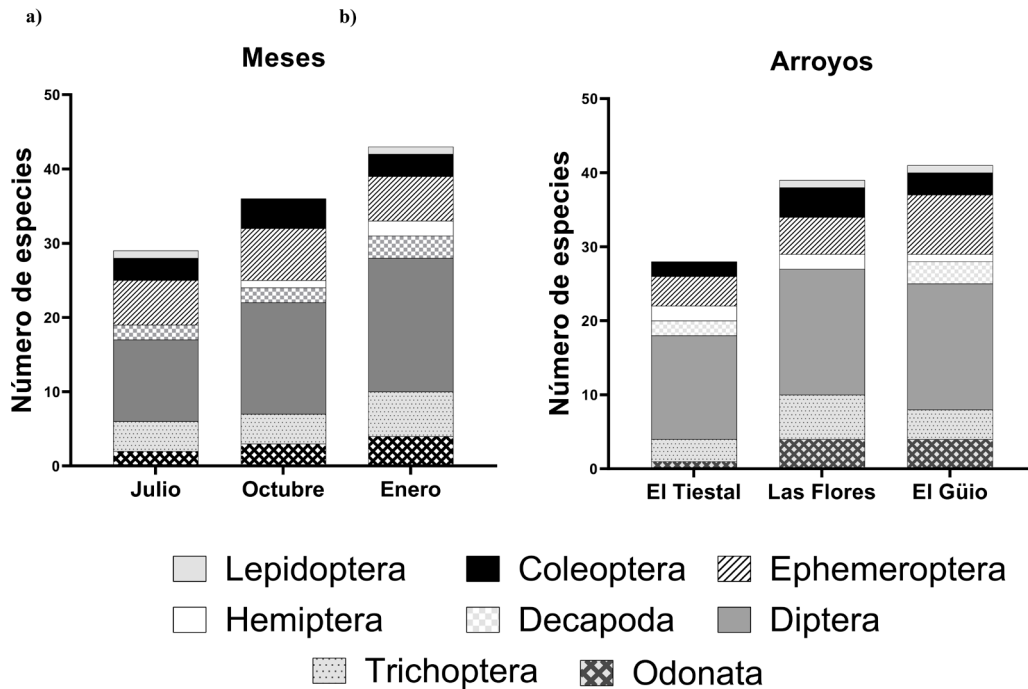 a)
b)
Meses
Número de especies
50
40
30
20
10
0
Julio Octubre Enero
Arroyos
Número de especies
50
40
30
20
10
0
El Tiestal Las Flores El Güio
Lepidoptera Coleoptera Ephemeroptera
Hemiptera Decapoda Diptera
Trichoptera Odonata